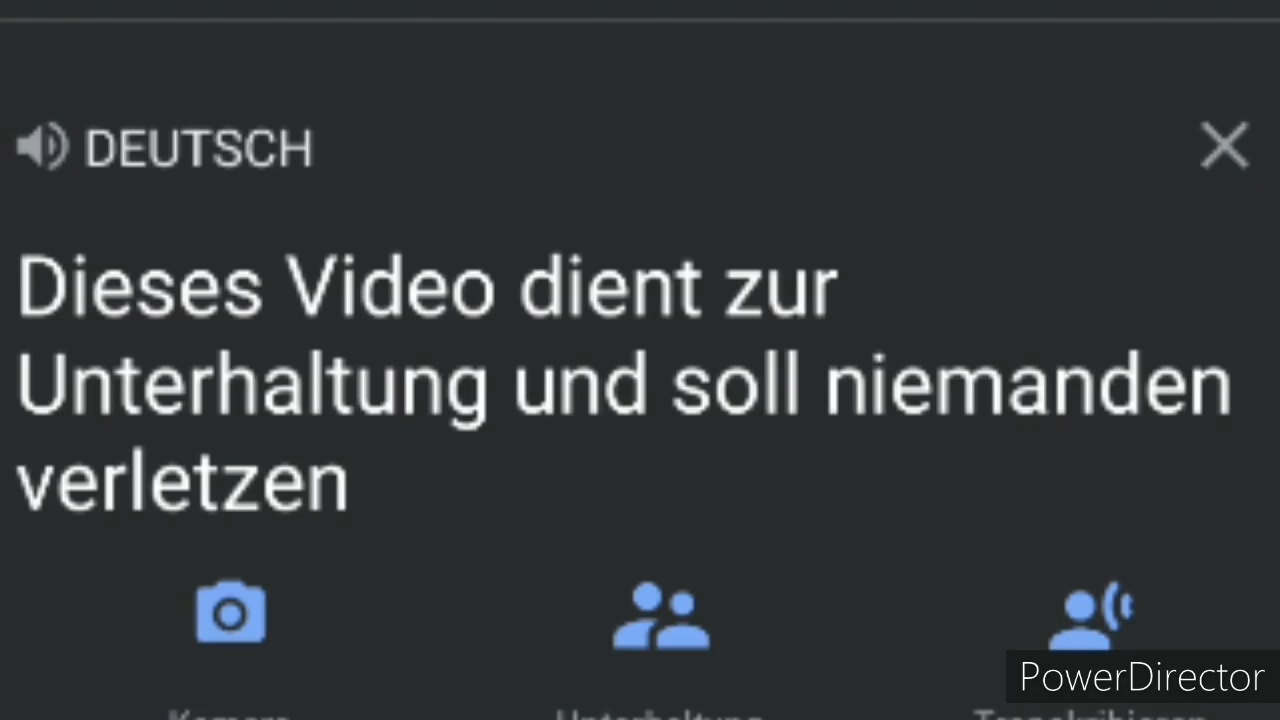 DEUTSCH
Dieses Video dient zur
Unterhaltung und soll niemanden
verletzen
PowerDirector